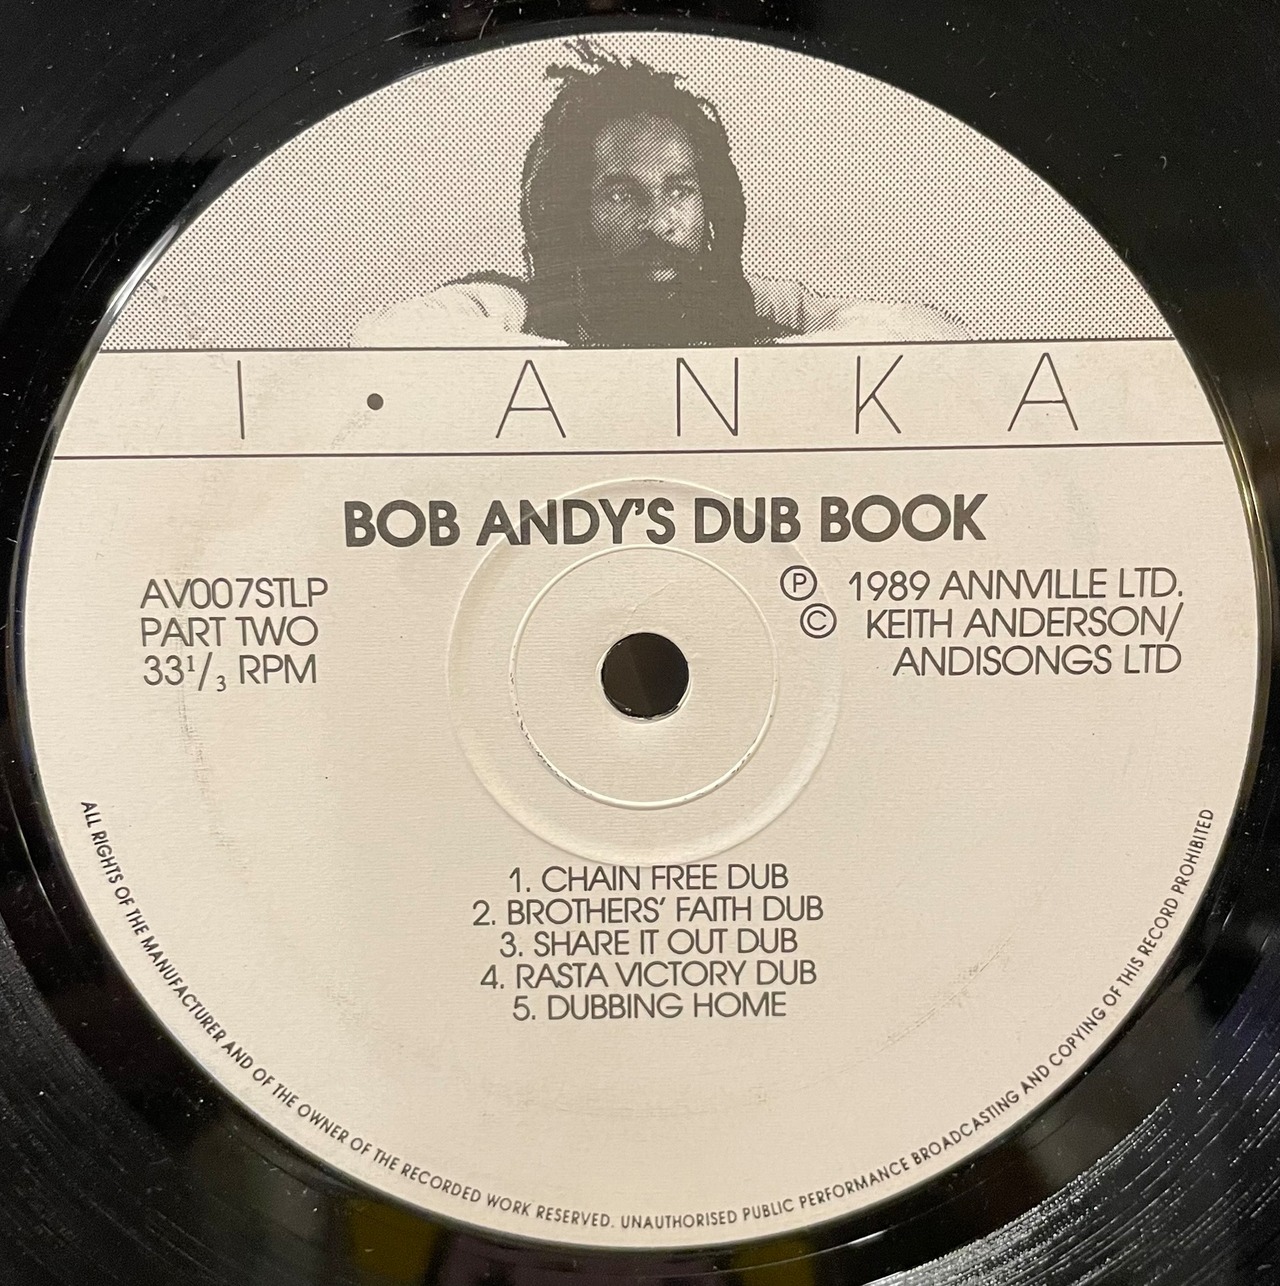 I • ANKA
BOB ANDY'S DUB BOOK
AV007STLP
PART TWO
33 1/3 RPM
Ⓟ 1989 ANNVILLE LTD.
© KEITH ANDERSON/
ANDISONGS LTD
1. CHAIN FREE DUB
2. BROTHERS' FAITH DUB
3. SHARE IT OUT DUB
4. RASTA VICTORY DUB
5. DUBBING HOME
ALL RIGHTS OF THE MANUFACTURER AND OF THE OWNER OF THE RECORDED WORK RESERVED. UNAUTHORISED PUBLIC PERFORMANCE BROADCASTING AND COPYING OF THIS RECORD PROHIBITED